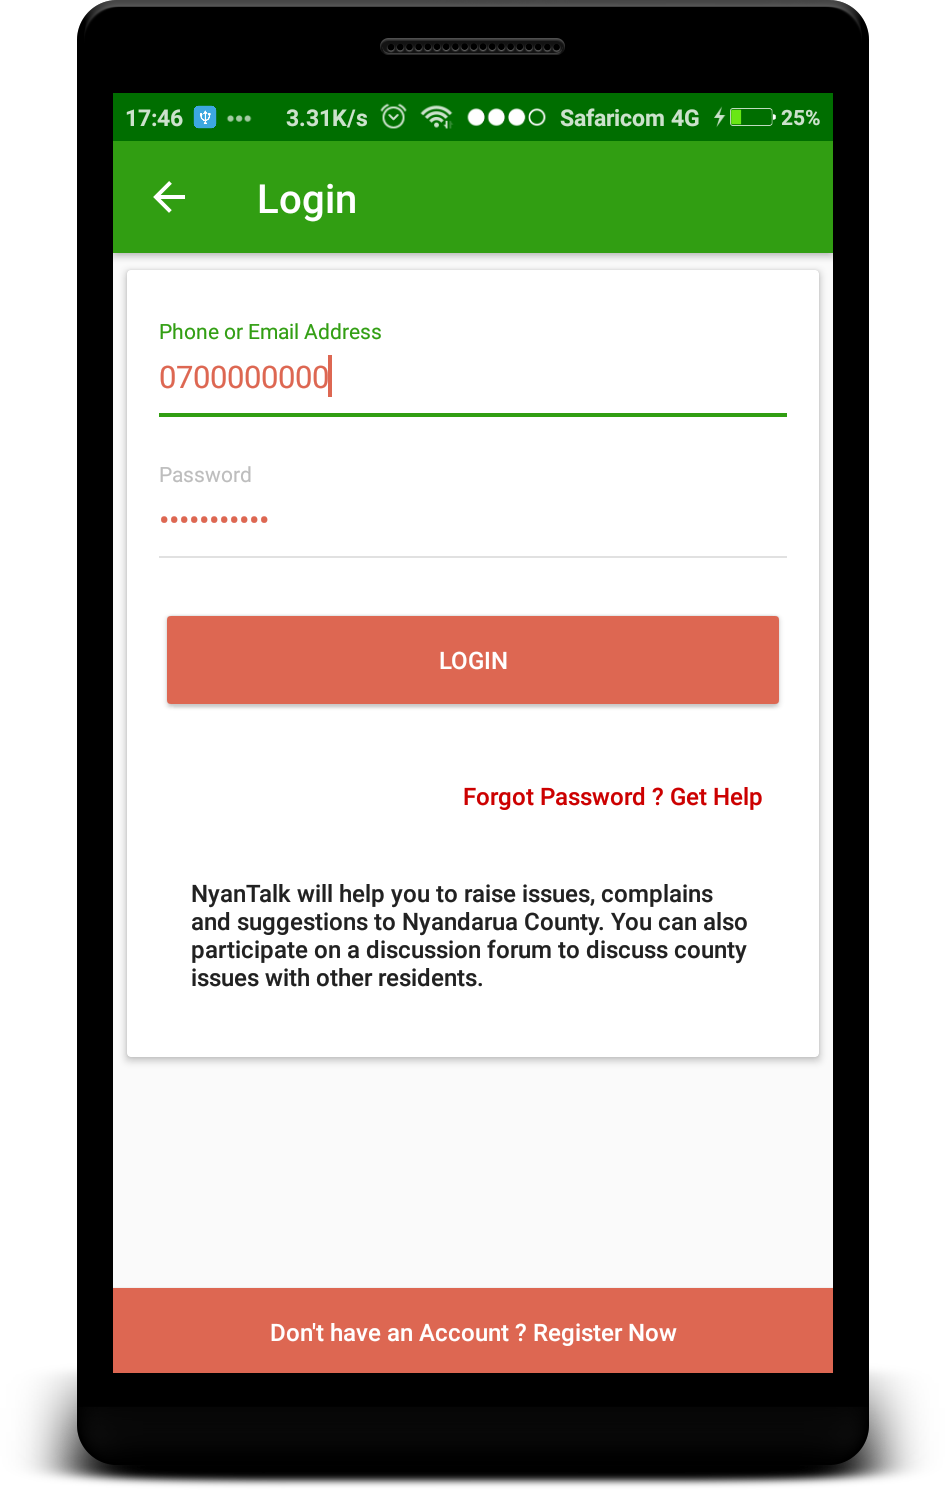 17:46 ... 3.31K/s Safaricom 4G 25%
Login
Phone or Email Address
0700000000
Password
•••••••••••
LOGIN
Forgot Password ? Get Help
NyanTalk will help you to raise issues, complains
and suggestions to Nyandarua County. You can also
participate on a discussion forum to discuss county
issues with other residents.
Don't have an Account ? Register Now